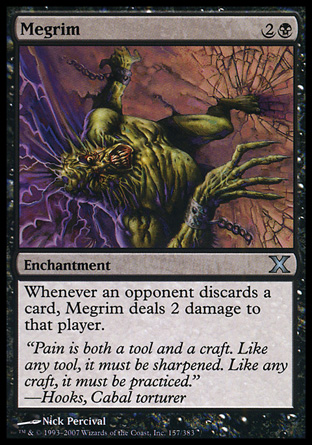 Megrim 2
Enchantment X
Whenever an opponent discards
a card, Megrim deals 2 damage to
that player.
“Pain is both a tool and a craft. Like
any tool, it must be sharpened. Like any
craft, it must be practiced.”
—Hooks, Cabal torturer
Nick Percival
™ & © 1993–2007 Wizards of the Coast, Inc. 157/383